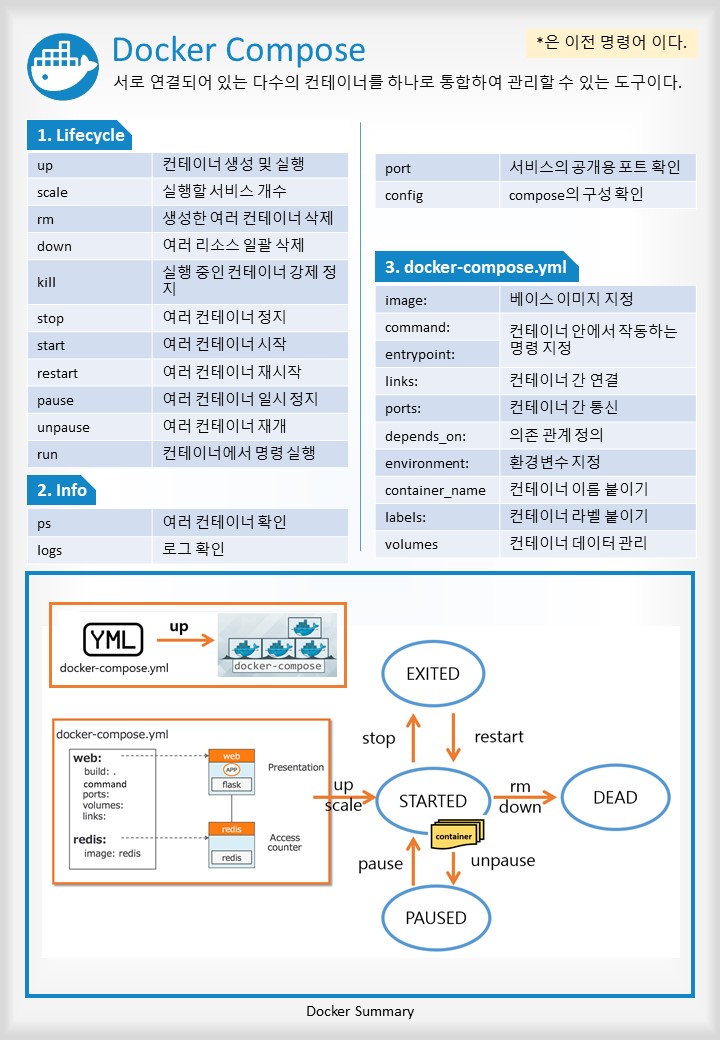 Docker Compose
*은 이전 명령어 이다.
서로 연결되어 있는 다수의 컨테이너를 하나로 통합하여 관리할 수 있는 도구이다.
1. Lifecycle
up 컨테이너 생성 및 실행
scale 실행할 서비스 개수
rm 생성한 여러 컨테이너 삭제
down 여러 리소스 일괄 삭제
kill 실행 중인 컨테이너 강제 정
지
stop 여러 컨테이너 정지
start 여러 컨테이너 시작
restart 여러 컨테이너 재시작
pause 여러 컨테이너 일시 정지
unpause 여러 컨테이너 재개
run 컨테이너에서 명령 실행
2. Info
ps 여러 컨테이너 확인
logs 로그 확인
port 서비스의 공개용 포트 확인
config compose의 구성 확인
3. docker-compose.yml
image: 베이스 이미지 지정
command: 컨테이너 안에서 작동하는
entrypoint: 명령 지정
links: 컨테이너 간 연결
ports: 컨테이너 간 통신
depends_on: 의존 관계 정의
environment: 환경변수 지정
container_name 컨테이너 이름 붙이기
labels: 컨테이너 라벨 붙이기
volumes 컨테이너 데이터 관리
YML
up
docker-compose.yml
docker-compose
docker-compose.yml
web:
build: .
command
ports:
volumes:
links:
redis:
image: redis
web
APP
flask
Presentation
redis
redis
Access
counter
up
scale
EXITED
stop
restart
STARTED
container
rm
down
DEAD
pause
unpause
PAUSED
Docker Summary